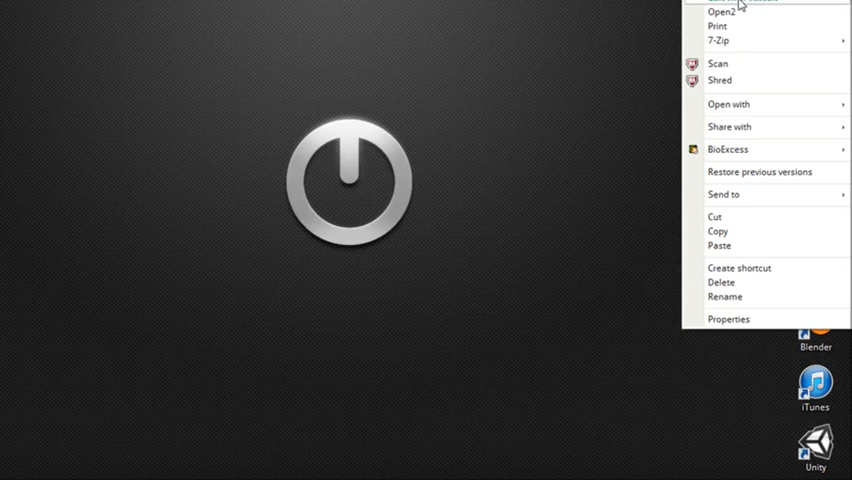 Open2
Print
7-Zip
Scan
Shred
Open with
Share with
BioExcess
Restore previous versions
Send to
Cut
Copy
Paste
Create shortcut
Delete
Rename
Properties
Blender
iTunes
Unity